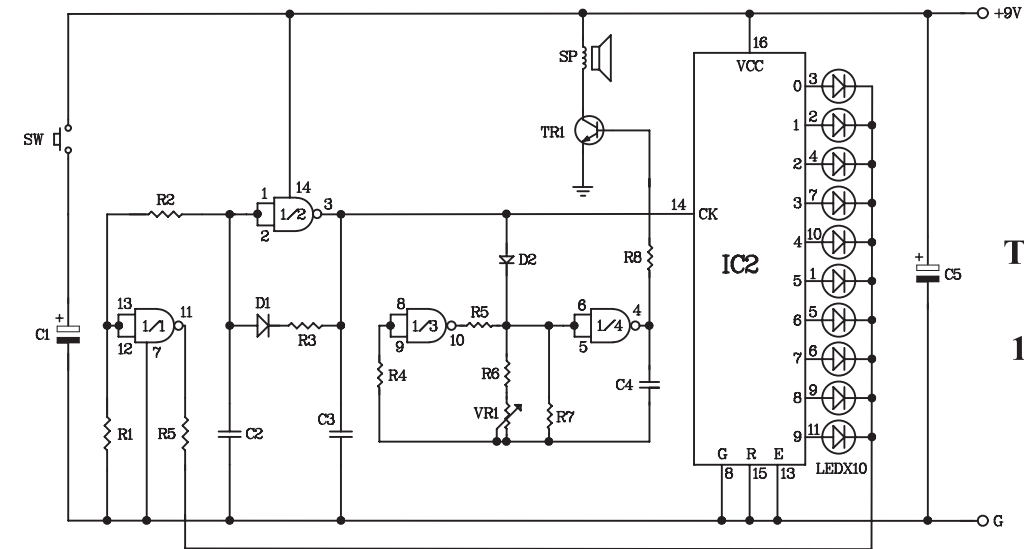 +9V
SP
16
VCC
0 3
1 2
SW
TR1
2 4
R2
1
14
3
1/2
2
14 CK
3 7
4 10
R8
D2
IC2
T
5 1
C5
+
D1
13
11
1/1
12
7
+
C1
R3
8
1/3
9
10
R5
6
1/4
5
4
6 5
7 6
1
R4
R6
C4
8 9
VR1
R7
R1
R5
C2
C3
9 11
G R E
8 15 13
LEDX10
G